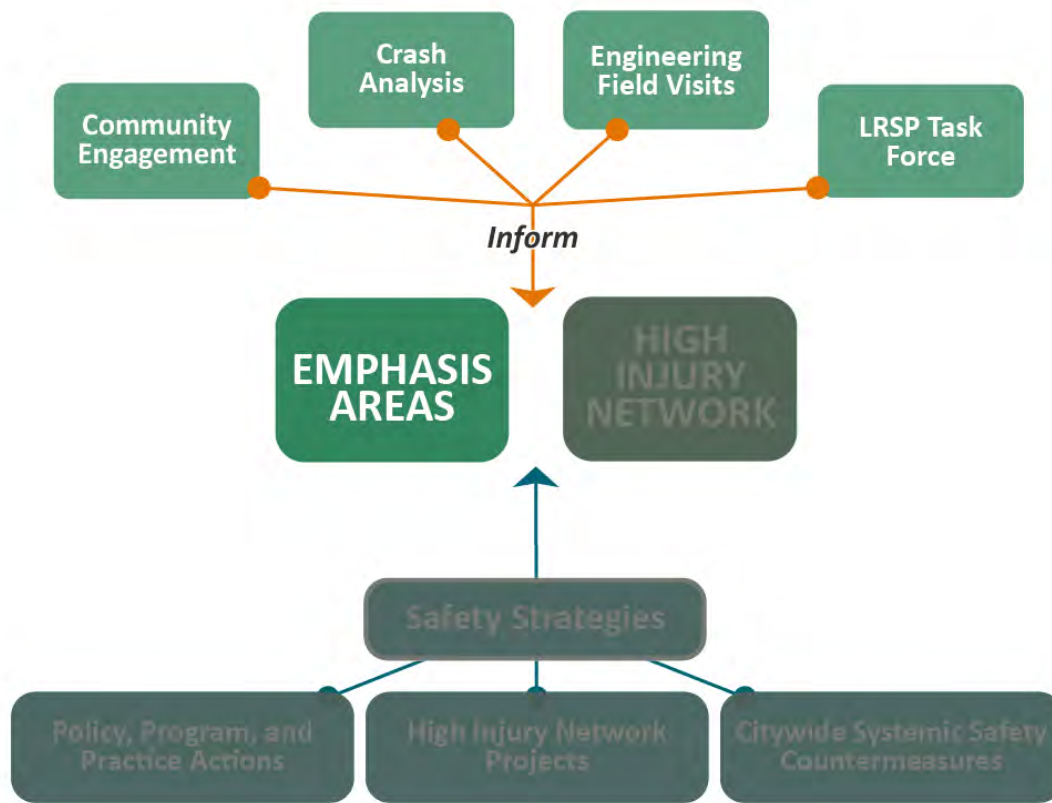 Crash
Analysis
Engineering
Field Visits
Community
Engagement
LRSP Task
Force
Inform
EMPHASIS
AREAS
HIGH
INJURY
NETWORK
Safety Strategies
Policy, Program, and
Practice Actions
High Injury Network
Projects
Citywide Systemic Safety
Countermeasures